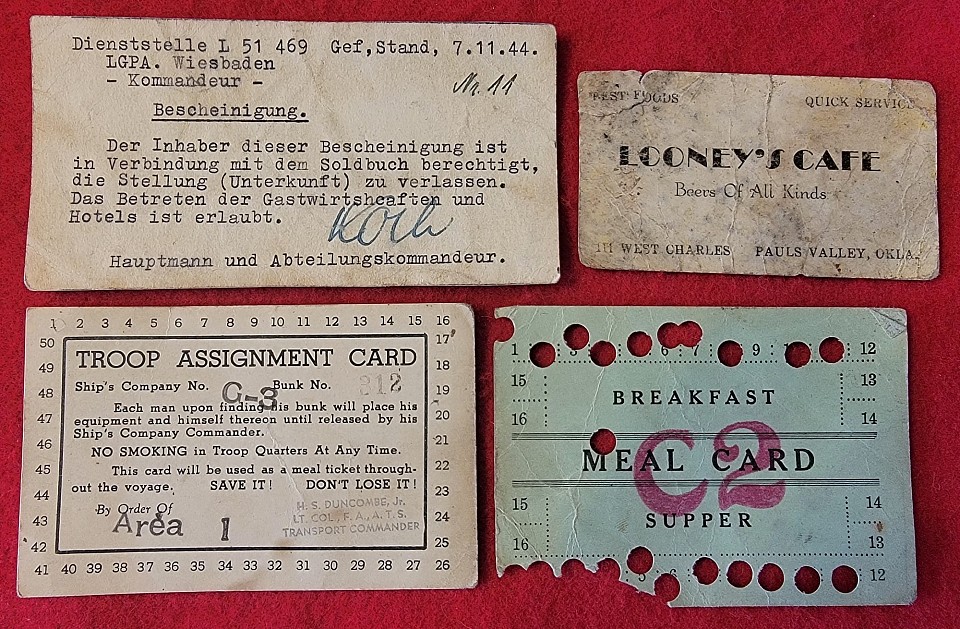 Dienststelle L 51 469 Gef,Stand, 7.11.44.
LGPA. Wiesbaden
- Kommandeur -
Nr. 11
Bescheinigung.
Der Inhaber dieser Bescheinigung ist
in Verbindung mit dem Soldbuch berechtigt,
die Stellung (Unterkunft) zu verlassen.
Das Betreten der Gastwirtshcaften und
Hotels ist erlaubt.
Koch
Hauptmann und Abteilungskommandeur.
BEST FOODS QUICK SERVICE
LOONEY'S CAFE
Beers Of All Kinds
111 WEST CHARLES PAULS VALLEY, OKLA.
1 2 3 4 5 6 7 8 9 10 11 12 13 14 15 16
50 17
49 18
48 19
47 20
46 21
45 22
44 23
43 24
42 25
41 40 39 38 37 36 35 34 33 32 31 30 29 28 27 26
TROOP ASSIGNMENT CARD
Ship's Company No. C-3 Bunk No. 312
Each man upon finding his bunk will place his
equipment and himself thereon until released by his
Ship's Company Commander.
NO SMOKING in Troop Quarters At Any Time.
This card will be used as a meal ticket through-
out the voyage. SAVE IT! DON'T LOSE IT!
By Order Of
Area 1
H. S. DUNCOMBE, Jr.
LT. COL., F. A., A. T. S.
TRANSPORT COMMANDER
1 3 5 6 7 9 12
15 13
BREAKFAST
16 14
MEAL CARD
C2
15 14
SUPPER
16 13
5 12